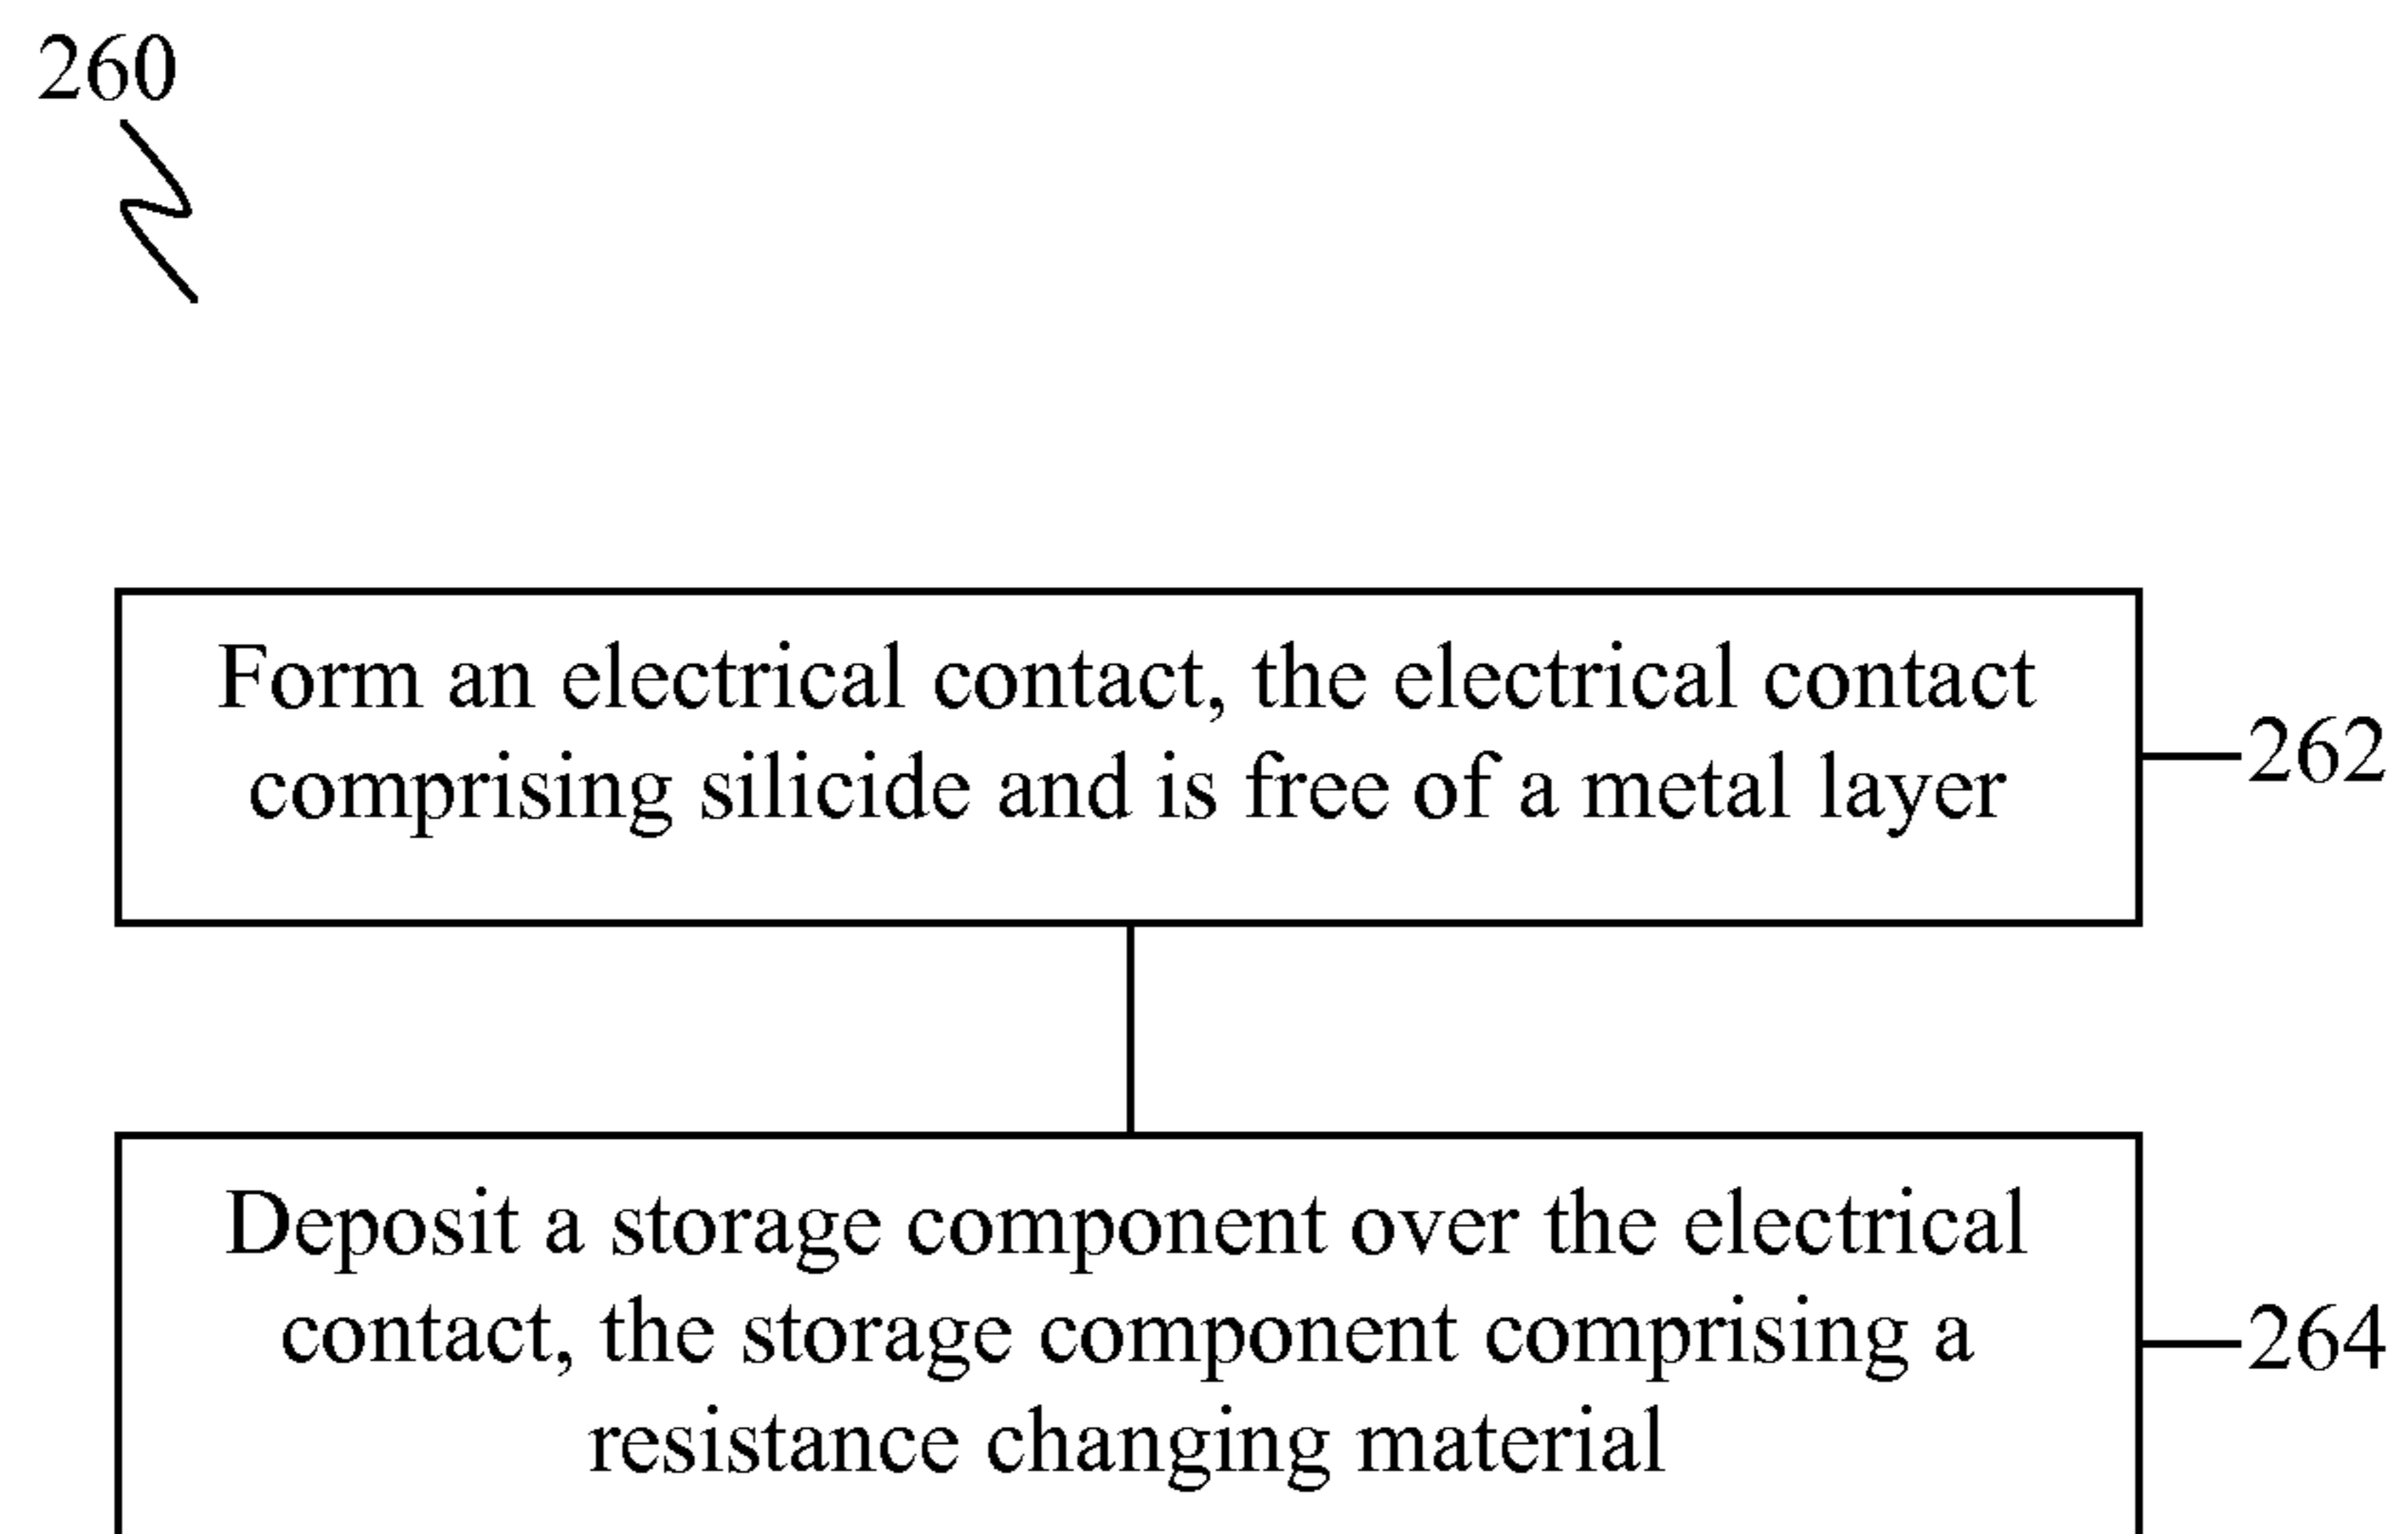 260
Form an electrical contact, the electrical contact
comprising silicide and is free of a metal layer
262
Deposit a storage component over the electrical
contact, the storage component comprising a
resistance changing material
264